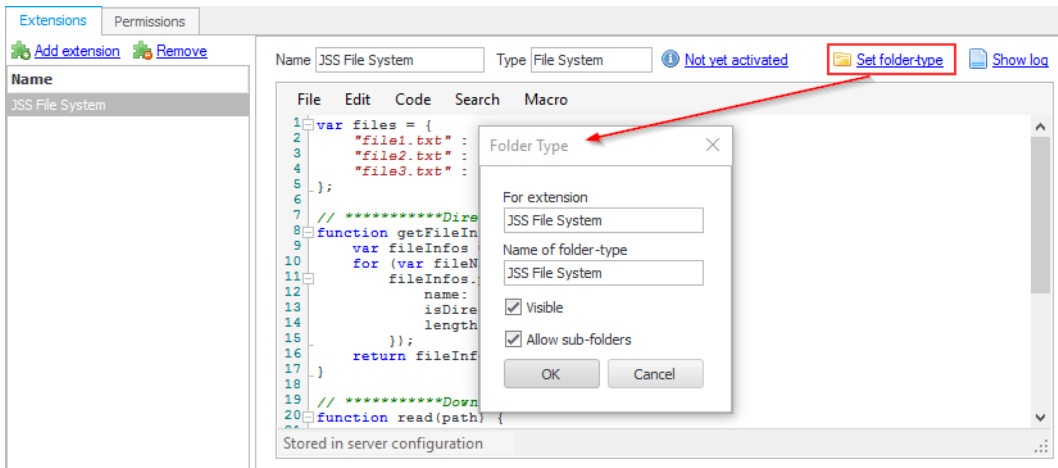 Extensions Permissions
Add extension Remove
Name
JSS File System
Name JSS File System Type File System Not yet activated Set folder-type Show log
File Edit Code Search Macro
1 var files = {
2 "file1.txt" :
3 "file2.txt" :
4 "file3.txt" :
5 };
6
7 // ***********Dire
8 function getFileIn
9 var fileInfos
10 for (var fileN
11 fileInfos.
12 name:
13 isDire
14 length
15 });
16 return fileInf
17 }
18
19 // ***********Down
20 function read(path) {
Stored in server configuration
Folder Type
For extension
JSS File System
Name of folder-type
JSS File System
Visible
Allow sub-folders
OK Cancel